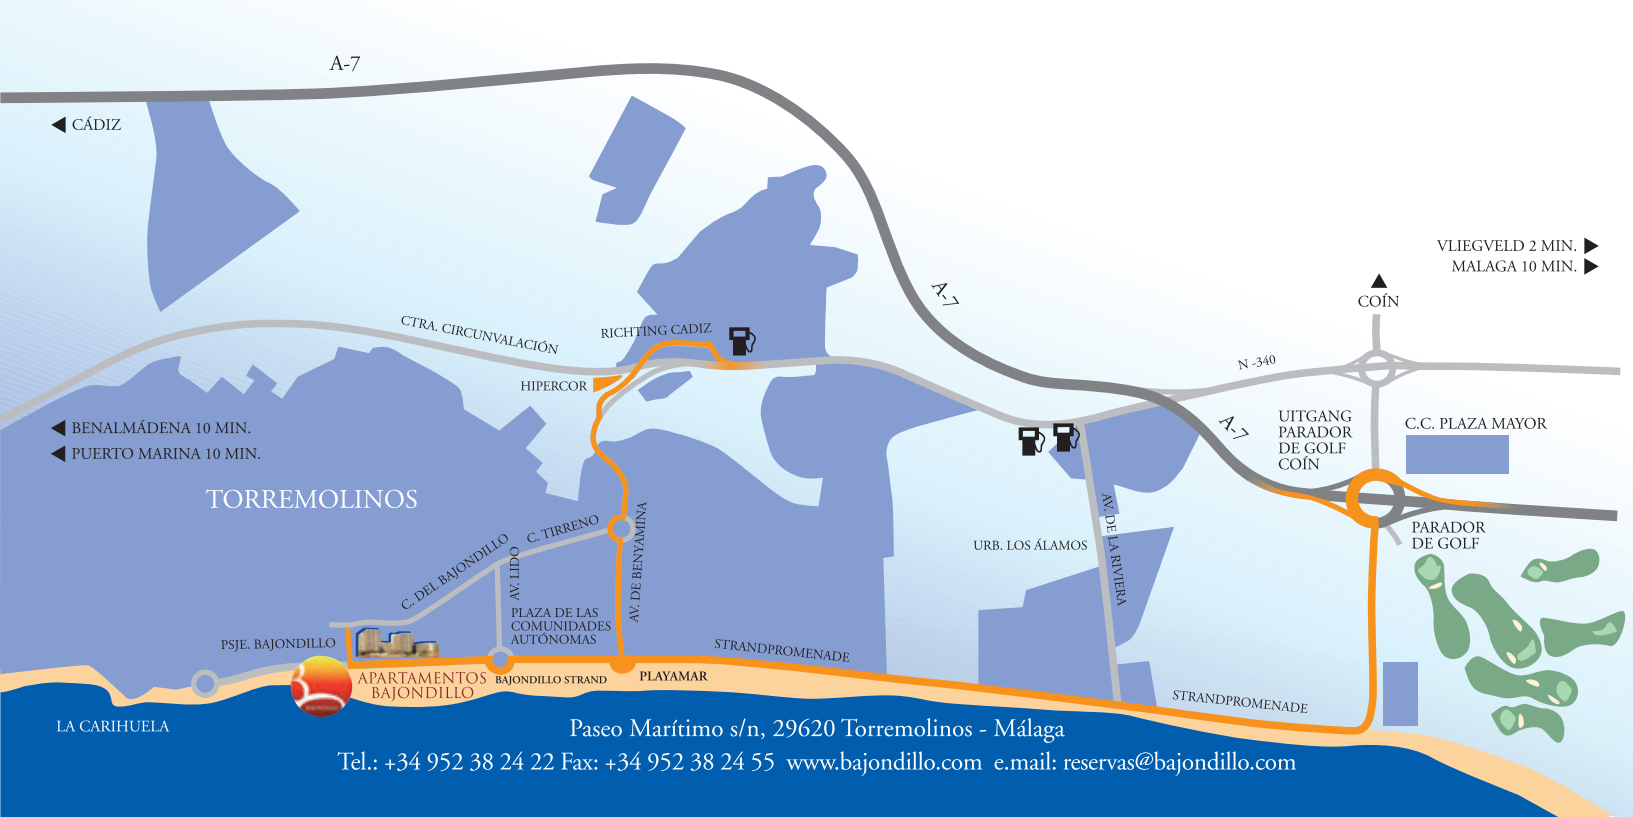 A-7
CÁDIZ
VLIEGVELD 2 MIN.
MALAGA 10 MIN.
A-7
COÍN
CTRA. CIRCUNVALACIÓN
RICHTING CADIZ
N -340
HIPERCOR
UITGANG
PARADOR
DE GOLF
COÍN
C.C. PLAZA MAYOR
A-7
BENALMÁDENA 10 MIN.
PUERTO MARINA 10 MIN.
TORREMOLINOS
C. TIRRENO
AV. DE BENYAMINA
AV. DE LA RIVIERA
PARADOR
DE GOLF
URB. LOS ÁLAMOS
C. DEL BAJONDILLO
AV. LIDO
PLAZA DE LAS
COMUNIDADES
AUTÓNOMAS
PSJE. BAJONDILLO
STRANDPROMENADE
APARTAMENTOS
BAJONDILLO
BAJONDILLO STRAND
PLAYAMAR
STRANDPROMENADE
LA CARIHUELA
Paseo Marítimo s/n, 29620 Torremolinos - Málaga
Tel.: +34 952 38 24 22 Fax: +34 952 38 24 55 www.bajondillo.com e.mail: reservas@bajondillo.com